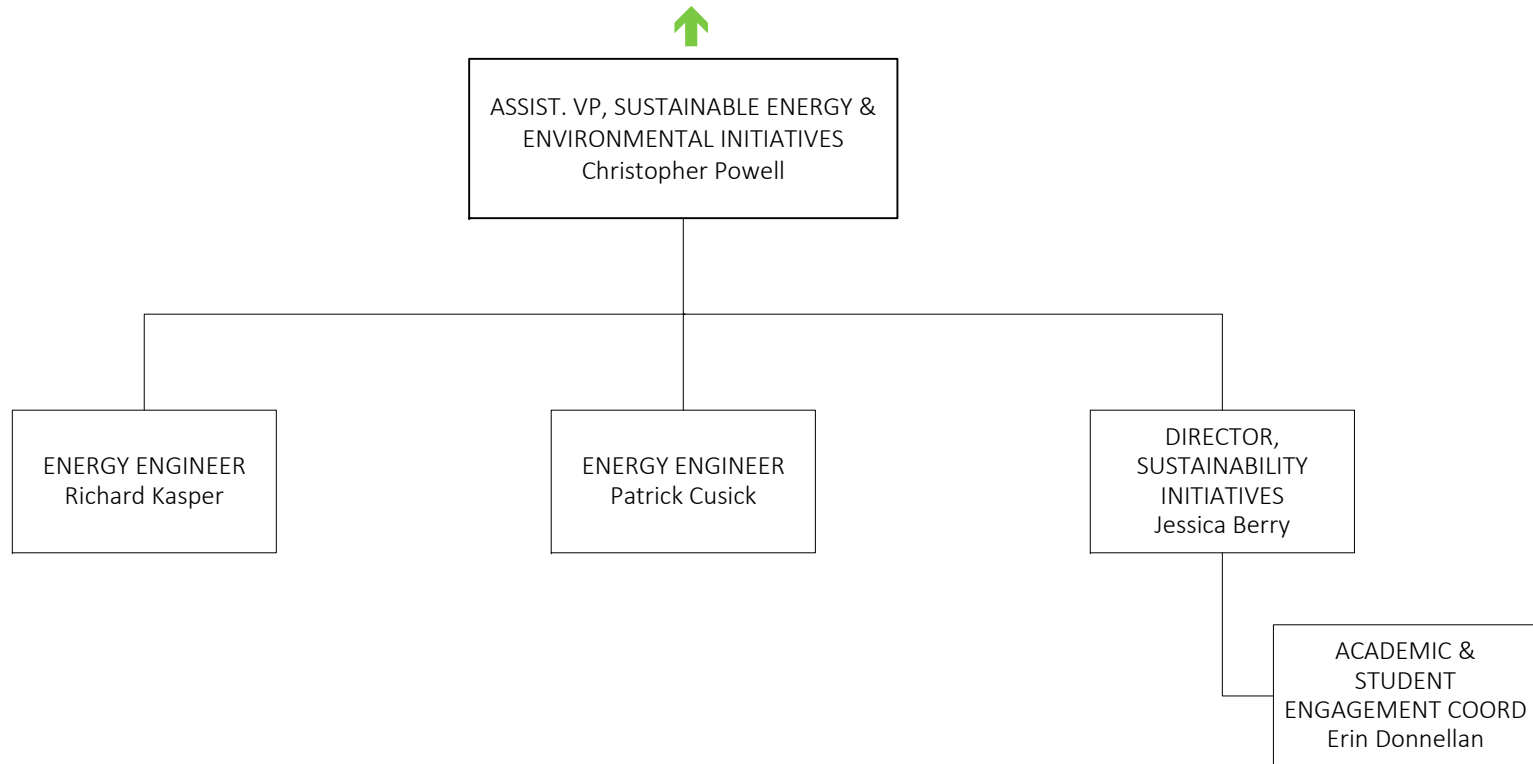 ASSIST. VP, SUSTAINABLE ENERGY &
ENVIRONMENTAL INITIATIVES
Christopher Powell
ENERGY ENGINEER
Richard Kasper
ENERGY ENGINEER
Patrick Cusick
DIRECTOR,
SUSTAINABILITY
INITIATIVES
Jessica Berry
ACADEMIC &
STUDENT
ENGAGEMENT COORD
Erin Donnellan